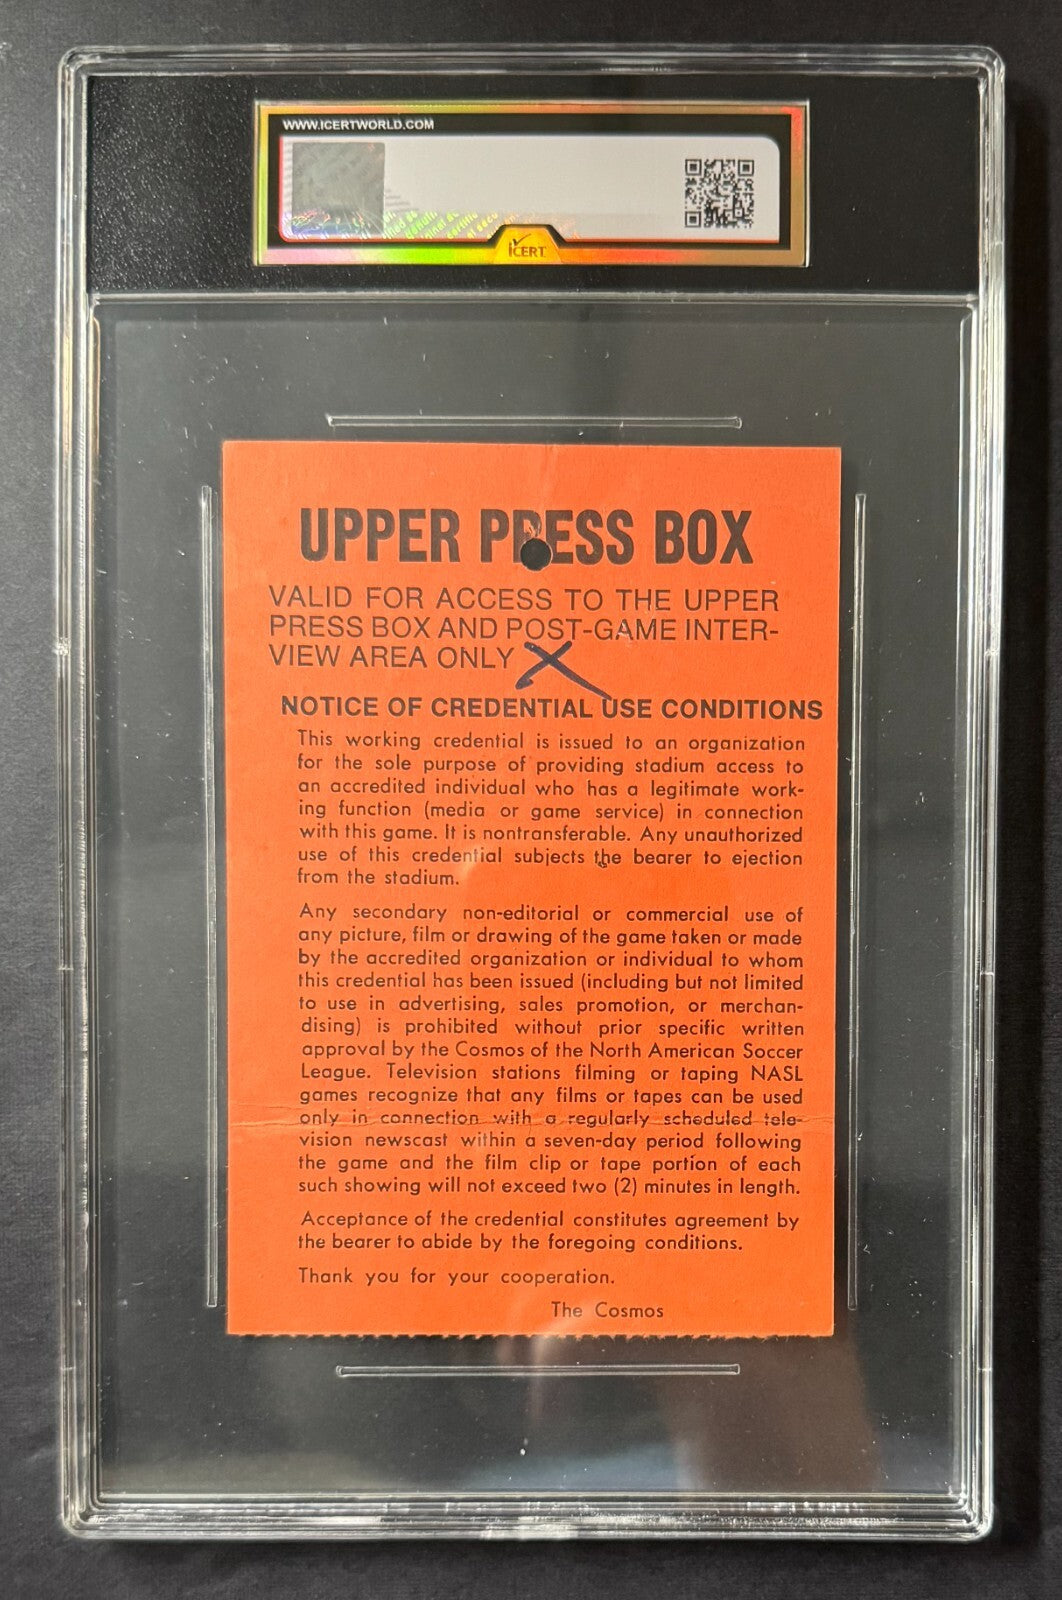 WWW.ICERTWORLD.COM
ICERT
UPPER PRESS BOX
VALID FOR ACCESS TO THE UPPER
PRESS BOX AND POST-GAME INTER-
VIEW AREA ONLY X
NOTICE OF CREDENTIAL USE CONDITIONS
This working credential is issued to an organization
for the sole purpose of providing stadium access to
an accredited individual who has a legitimate work-
ing function (media or game service) in connection
with this game. It is nontransferable. Any unauthorized
use of this credential subjects the bearer to ejection
from the stadium.
Any secondary non-editorial or commercial use of
any picture, film or drawing of the game taken or made
by the accredited organization or individual to whom
this credential has been issued (including but not limited
to use in advertising, sales promotion, or merchan-
dising) is prohibited without prior specific written
approval by the Cosmos of the North American Soccer
League. Television stations filming or taping NASL
games recognize that any films or tapes can be used
only in connection with a regularly scheduled tele-
vision newscast within a seven-day period following
the game and the film clip or tape portion of each
such showing will not exceed two (2) minutes in length.
Acceptance of the credential constitutes agreement by
the bearer to abide by the foregoing conditions.
Thank you for your cooperation.
The Cosmos